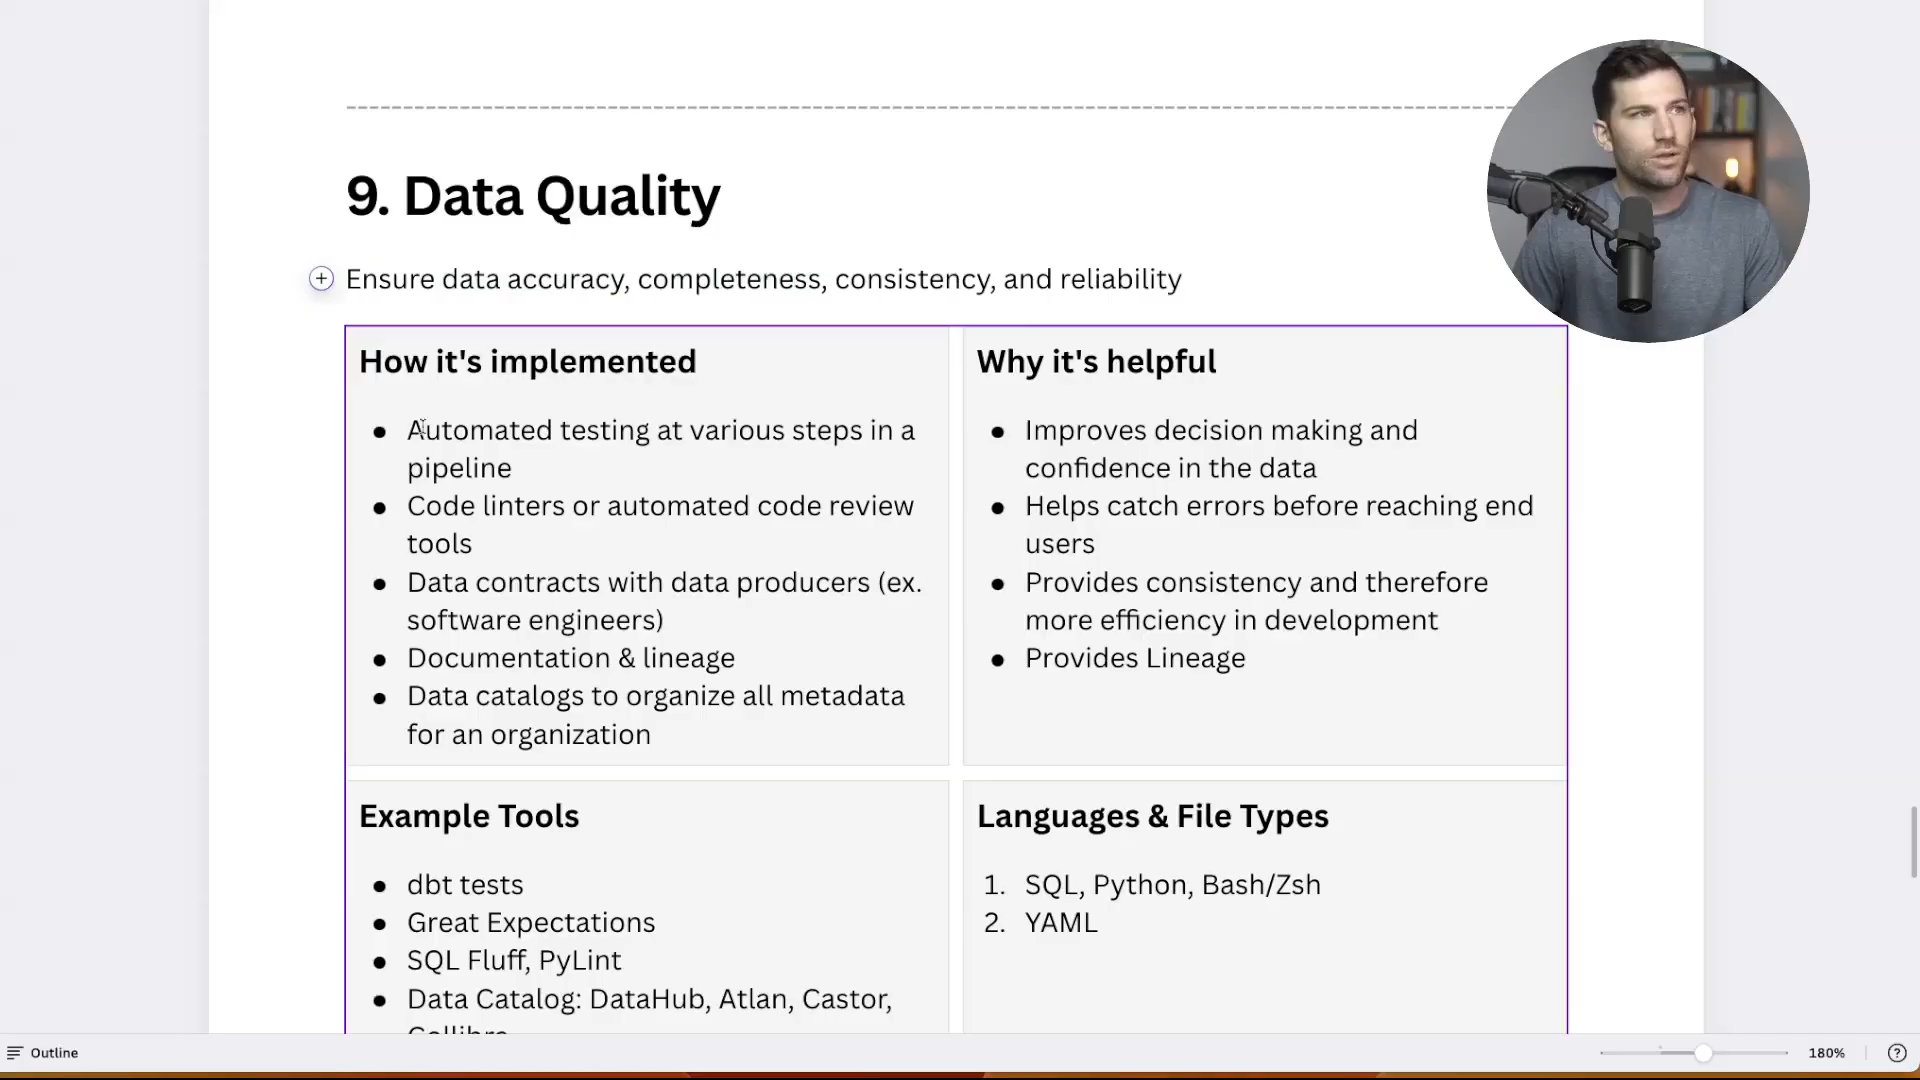 9. Data Quality
Ensure data accuracy, completeness, consistency, and reliability
How it's implemented
Automated testing at various steps in a
pipeline
Code linters or automated code review
tools
Data contracts with data producers (ex.
software engineers)
Documentation & lineage
Data catalogs to organize all metadata
for an organization
Why it's helpful
Improves decision making and
confidence in the data
Helps catch errors before reaching end
users
Provides consistency and therefore
more efficiency in development
Provides Lineage
Example Tools
dbt tests
Great Expectations
SQL Fluff, PyLint
Data Catalog: DataHub, Atlan, Castor,
Languages & File Types
1. SQL, Python, Bash/Zsh
2. YAML
Outline
180%